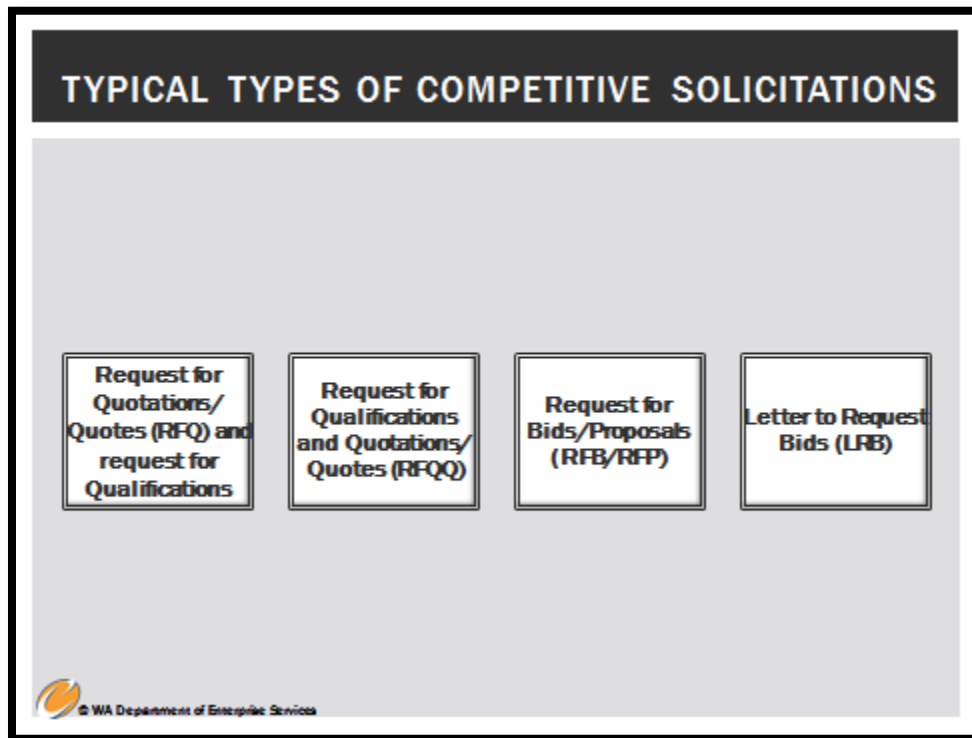 TYPICAL TYPES OF COMPETITIVE SOLICITATIONS
Request for
Quotations/
Quotes (RFQ) and
request for
Qualifications
Request for
Qualifications
and Quotations/
Quotes (RFQQ)
Request for
Bids/Proposals
(RFB/RFP)
Letter to Request
Bids (LRB)
© WA Department of Enterprise Services